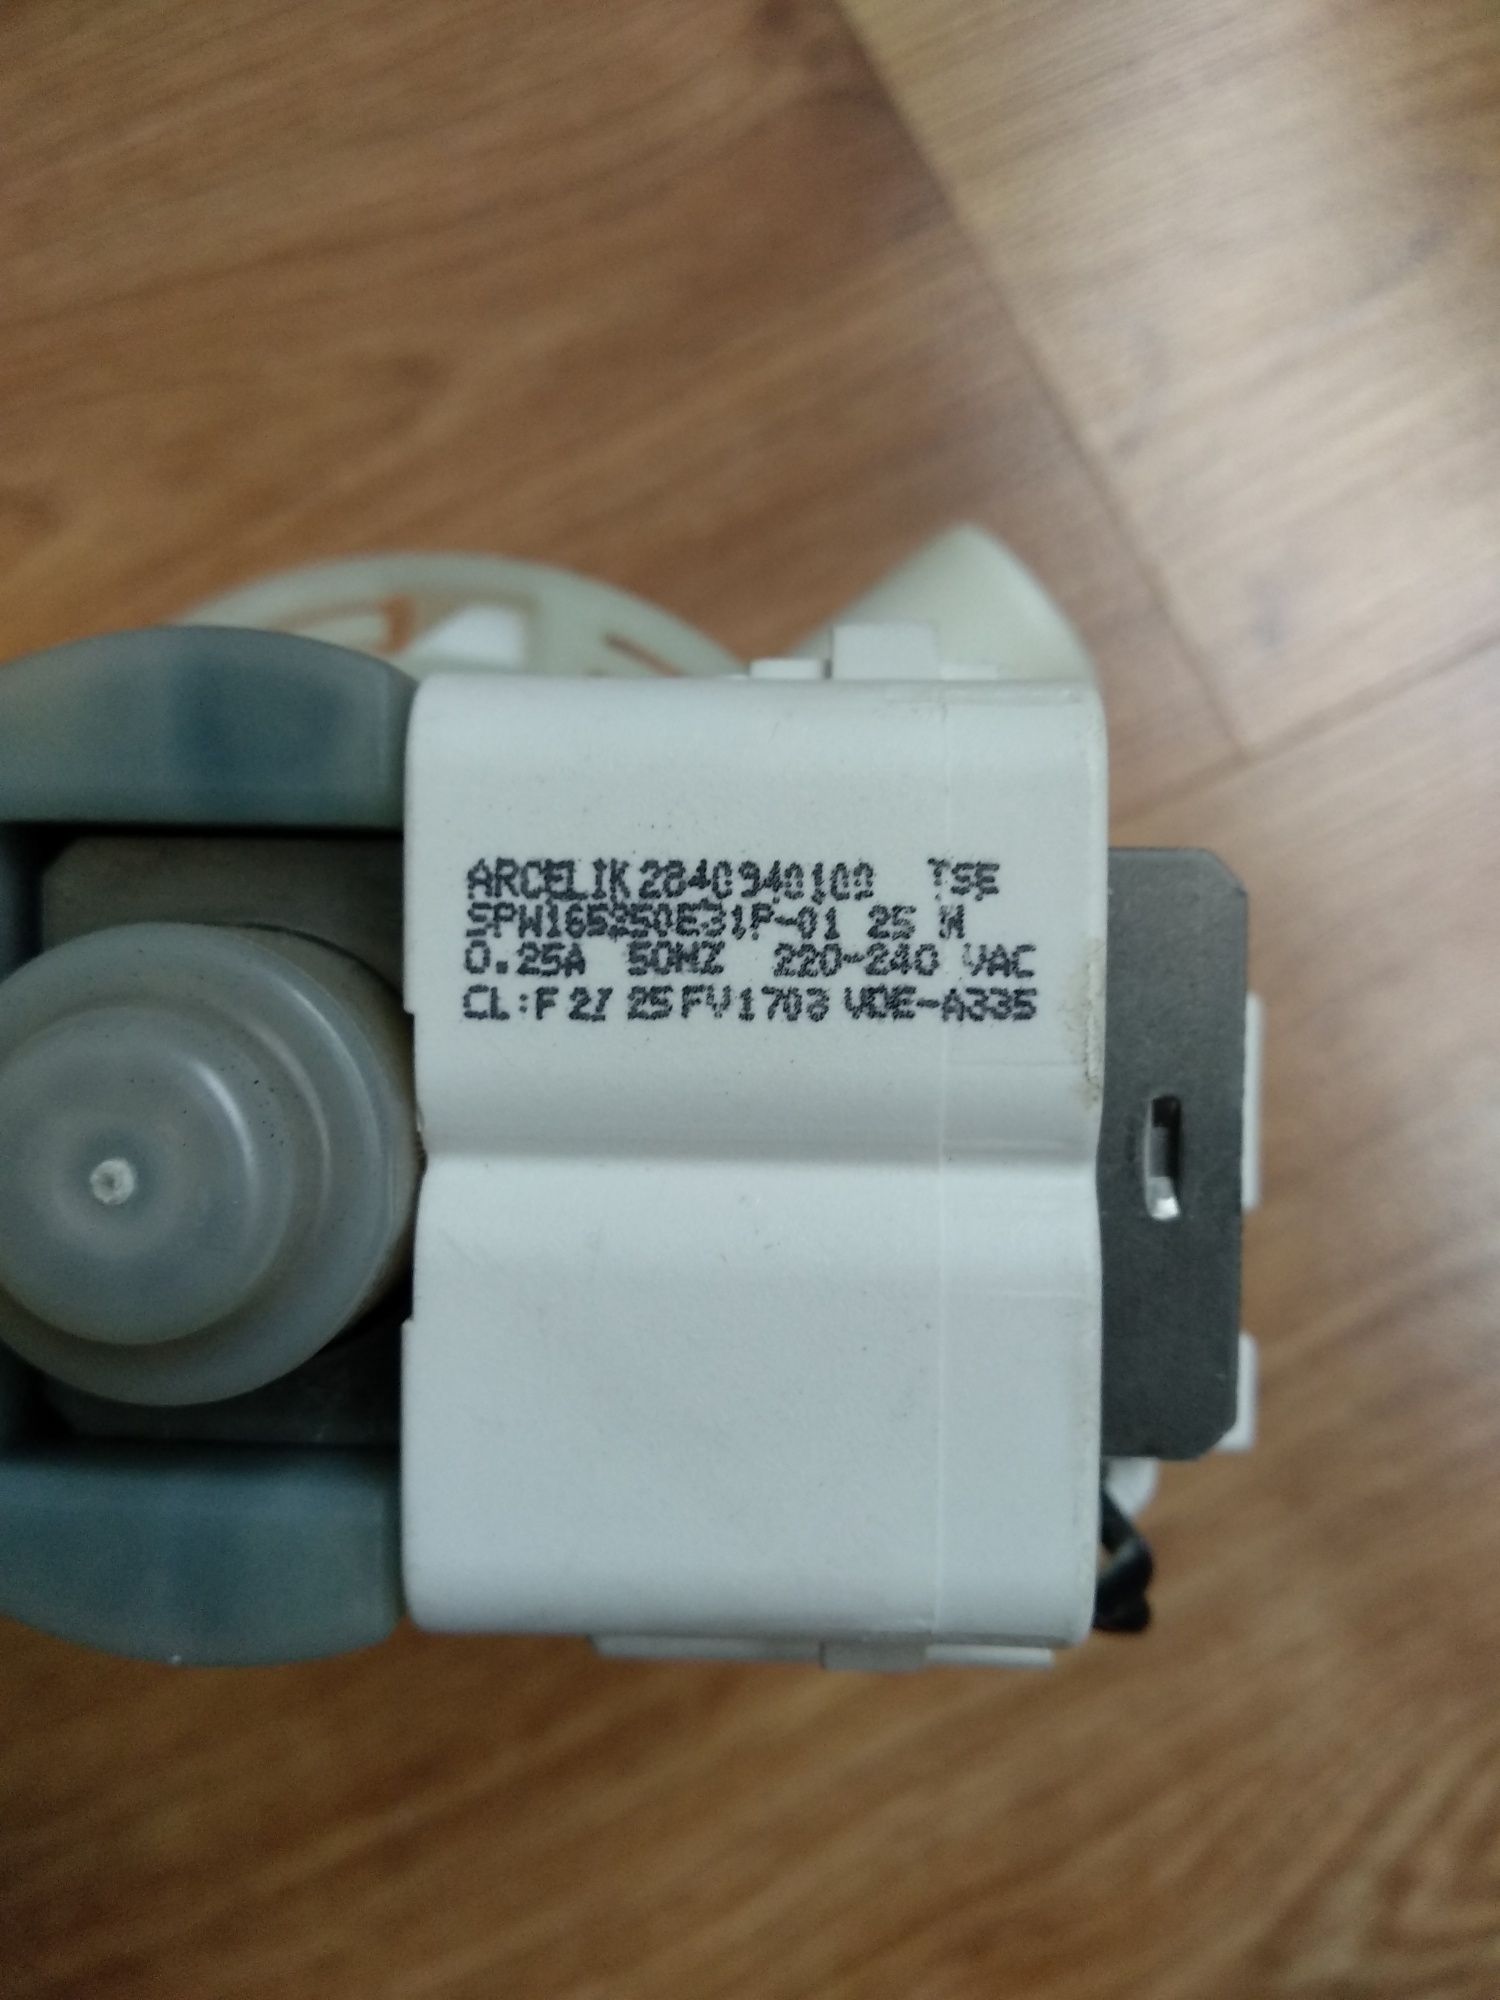 ARCELIK 2840940100 TSE
SPW165250E31P-01 25 W
0.25A 50HZ 220-240 VAC
CL:F 27 25 FV1703 VDE-A335